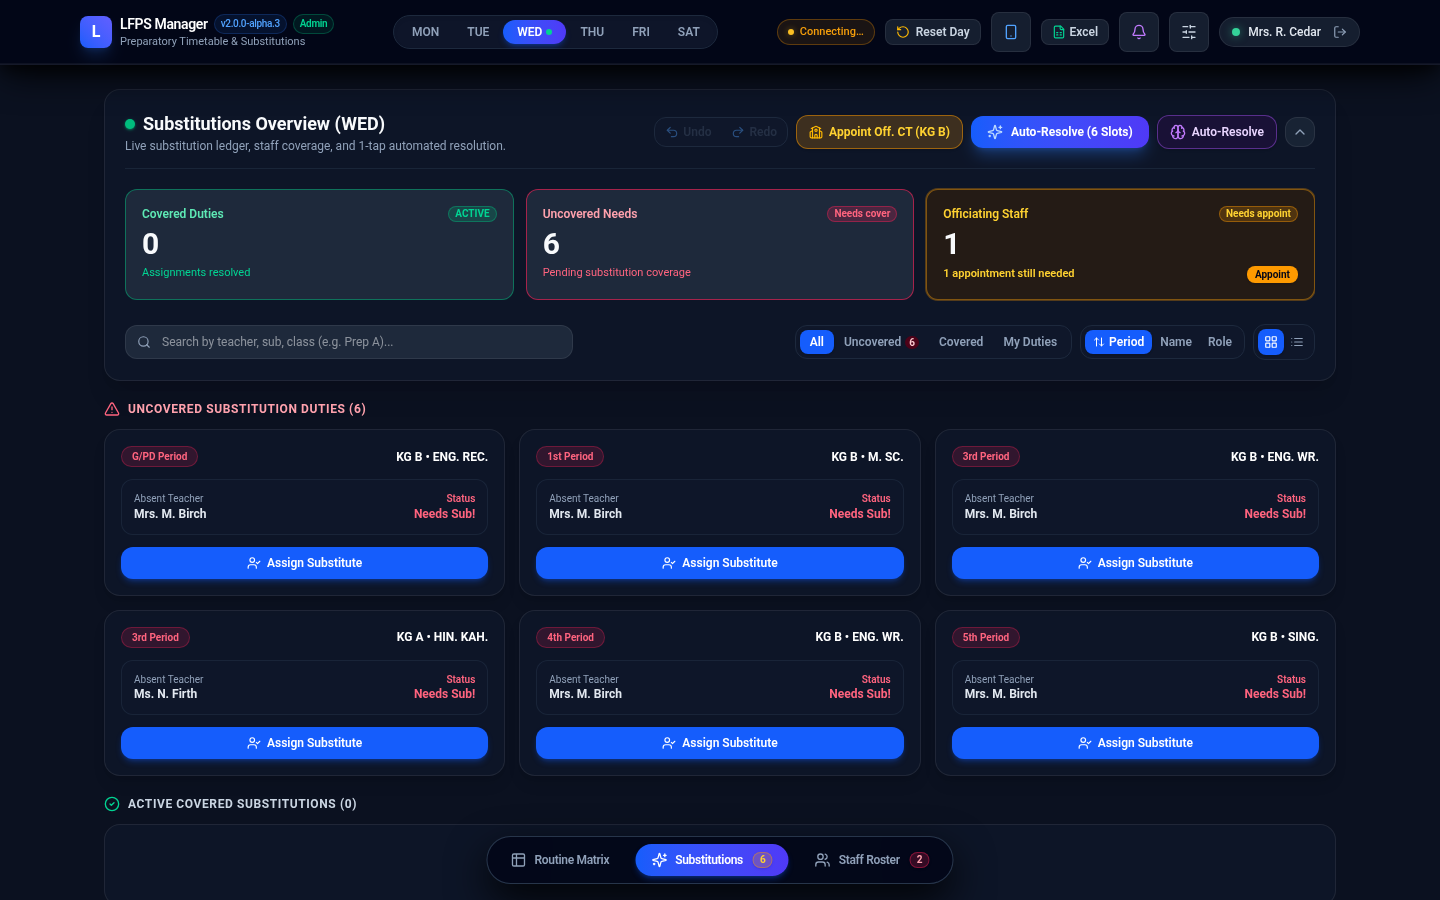 L
LFPS Manager v2.0.0-alpha.3 Admin
Preparatory Timetable & Substitutions
MON TUE WED THU FRI SAT
Connecting... Reset Day Excel Mrs. R. Cedar
Substitutions Overview (WED)
Live substitution ledger, staff coverage, and 1-tap automated resolution.
Undo Redo Appoint Off. CT (KG B) Auto-Resolve (6 Slots) Auto-Resolve
Covered Duties ACTIVE
0
Assignments resolved
Uncovered Needs Needs cover
6
Pending substitution coverage
Officiating Staff Needs appoint
1
1 appointment still needed Appoint
Search by teacher, sub, class (e.g. Prep A)...
All Uncovered 6 Covered My Duties Period Name Role
UNCOVERED SUBSTITUTION DUTIES (6)
G/PD Period KG B • ENG. REC.
Absent Teacher Status
Mrs. M. Birch Needs Sub!
Assign Substitute
1st Period KG B • M. SC.
Absent Teacher Status
Mrs. M. Birch Needs Sub!
Assign Substitute
3rd Period KG B • ENG. WR.
Absent Teacher Status
Mrs. M. Birch Needs Sub!
Assign Substitute
3rd Period KG A • HIN. KAH.
Absent Teacher Status
Ms. N. Firth Needs Sub!
Assign Substitute
4th Period KG B • ENG. WR.
Absent Teacher Status
Mrs. M. Birch Needs Sub!
Assign Substitute
5th Period KG B • SING.
Absent Teacher Status
Mrs. M. Birch Needs Sub!
Assign Substitute
ACTIVE COVERED SUBSTITUTIONS (0)
Routine Matrix Substitutions 6 Staff Roster 2